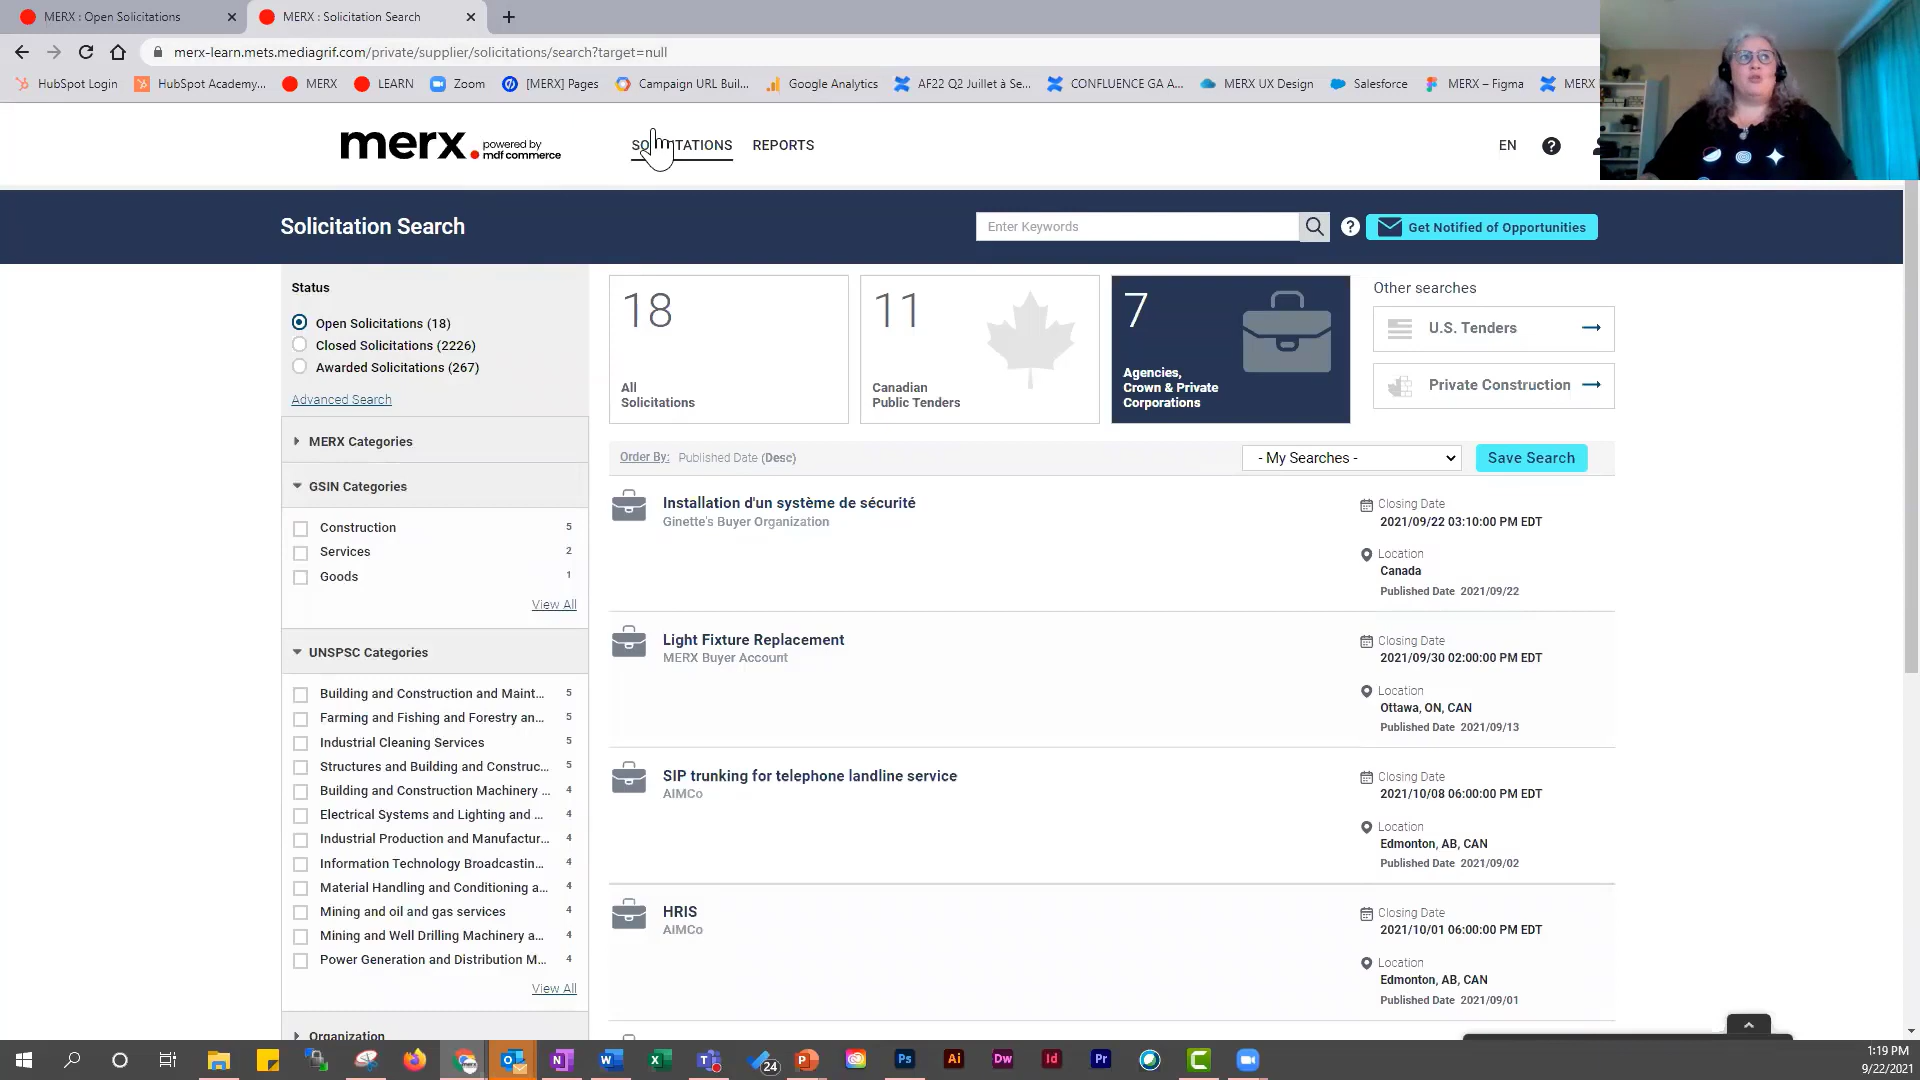 MERX : Open Solicitations
MERX : Solicitation Search
merx-learn.mets.mediagrif.com/private/supplier/solicitations/search?target=null
HubSpot Login
HubSpot Academy...
MERX
LEARN
Zoom
[MERX] Pages
Campaign URL Buil...
Google Analytics
AF22 Q2 Juillet à Se...
CONFLUENCE GA A...
MERX UX Design
Salesforce
MERX – Figma
MERX
merx. powered by
mdf commerce
REPORTS
EN
Solicitation Search
Enter Keywords
Get Notified of Opportunities
Status
Open Solicitations (18)
Closed Solicitations (2226)
Awarded Solicitations (267)
Advanced Search
MERX Categories
GSIN Categories
Construction 5
Services 2
Goods 1
View All
UNSPSC Categories
Building and Construction and Maint... 5
Farming and Fishing and Forestry an... 5
Industrial Cleaning Services 5
Structures and Building and Construc... 5
Building and Construction Machinery ... 4
Electrical Systems and Lighting and ... 4
Industrial Production and Manufactur... 4
Information Technology Broadcastin... 4
Material Handling and Conditioning a... 4
Mining and oil and gas services 4
Mining and Well Drilling Machinery a... 4
Power Generation and Distribution M... 4
View All
Organization
18
All
Solicitations
11
Canadian
Public Tenders
7
Agencies,
Crown & Private
Corporations
Other searches
U.S. Tenders
Private Construction
Order By: Published Date (Desc)
- My Searches -
Save Search
Installation d'un système de sécurité
Ginette's Buyer Organization
Closing Date
2021/09/22 03:10:00 PM EDT
Location
Canada
Published Date 2021/09/22
Light Fixture Replacement
MERX Buyer Account
Closing Date
2021/09/30 02:00:00 PM EDT
Location
Ottawa, ON, CAN
Published Date 2021/09/13
SIP trunking for telephone landline service
AIMCo
Closing Date
2021/10/08 06:00:00 PM EDT
Location
Edmonton, AB, CAN
Published Date 2021/09/02
HRIS
AIMCo
Closing Date
2021/10/01 06:00:00 PM EDT
Location
Edmonton, AB, CAN
Published Date 2021/09/01
24
1:19 PM
9/22/2021